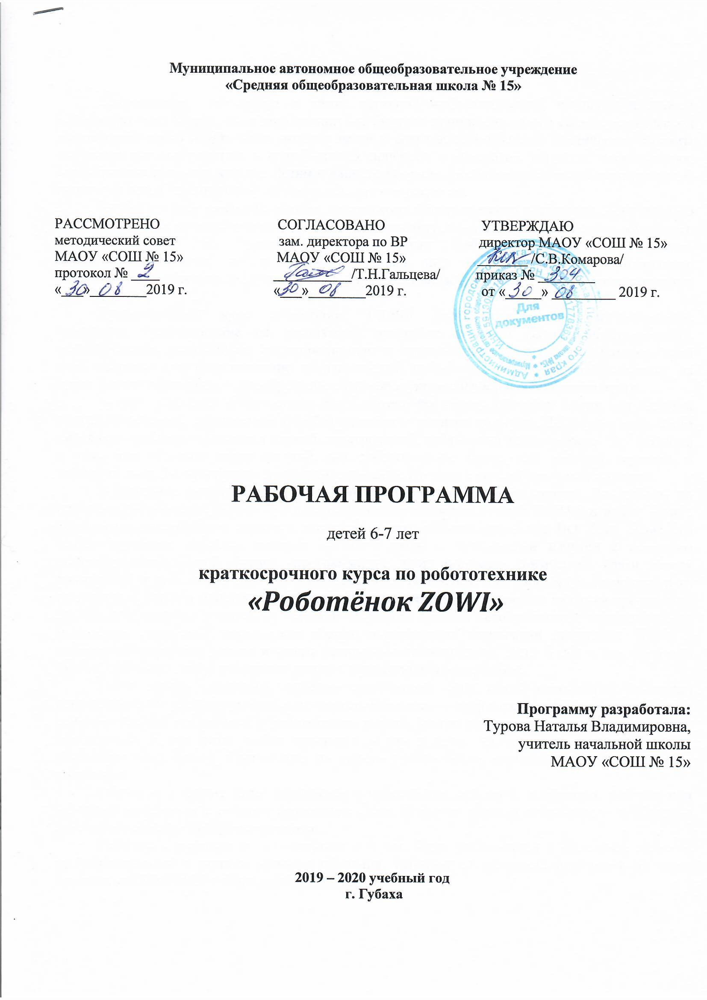 Муниципальное автономное общеобразовательное учреждение
«Средняя общеобразовательная школа № 15»
РАССМОТРЕНО
методический совет
МАОУ «СОШ № 15»
протокол № 2
«30» 08 2019 г.
СОГЛАСОВАНО
зам. директора по ВР
МАОУ «СОШ № 15»
/Т.Н.Гальцева/
«30» 08 2019 г.
УТВЕРЖДАЮ
директор МАОУ «СОШ № 15»
/С.В.Комарова/
приказ № 304
от «30» 08 2019 г.
Для
документов
РАБОЧАЯ ПРОГРАММА
детей 6-7 лет
краткосрочного курса по робототехнике
«Роботёнок ZOWI»
Программу разработала:
Турова Наталья Владимировна,
учитель начальной школы
МАОУ «СОШ № 15»
2019 – 2020 учебный год
г. Губаха